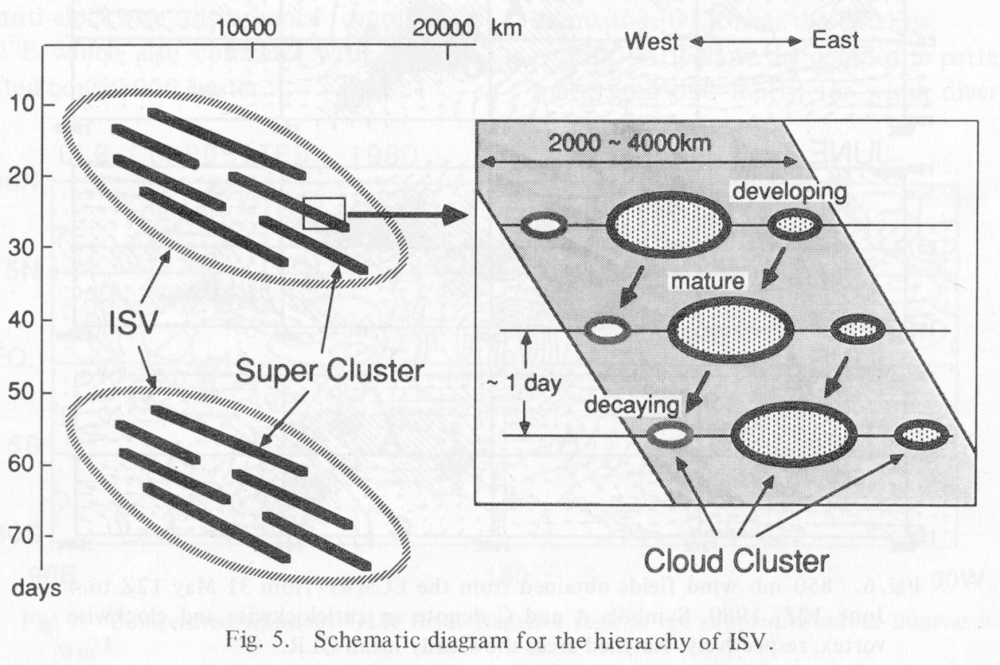 10000
20000 km
West
East
10
20
30
40
50
60
70
days
ISV
Super Cluster
2000 ~ 4000km
developing
mature
~ 1 day
decaying
Cloud Cluster
Fig. 5. Schematic diagram for the hierarchy of ISV.